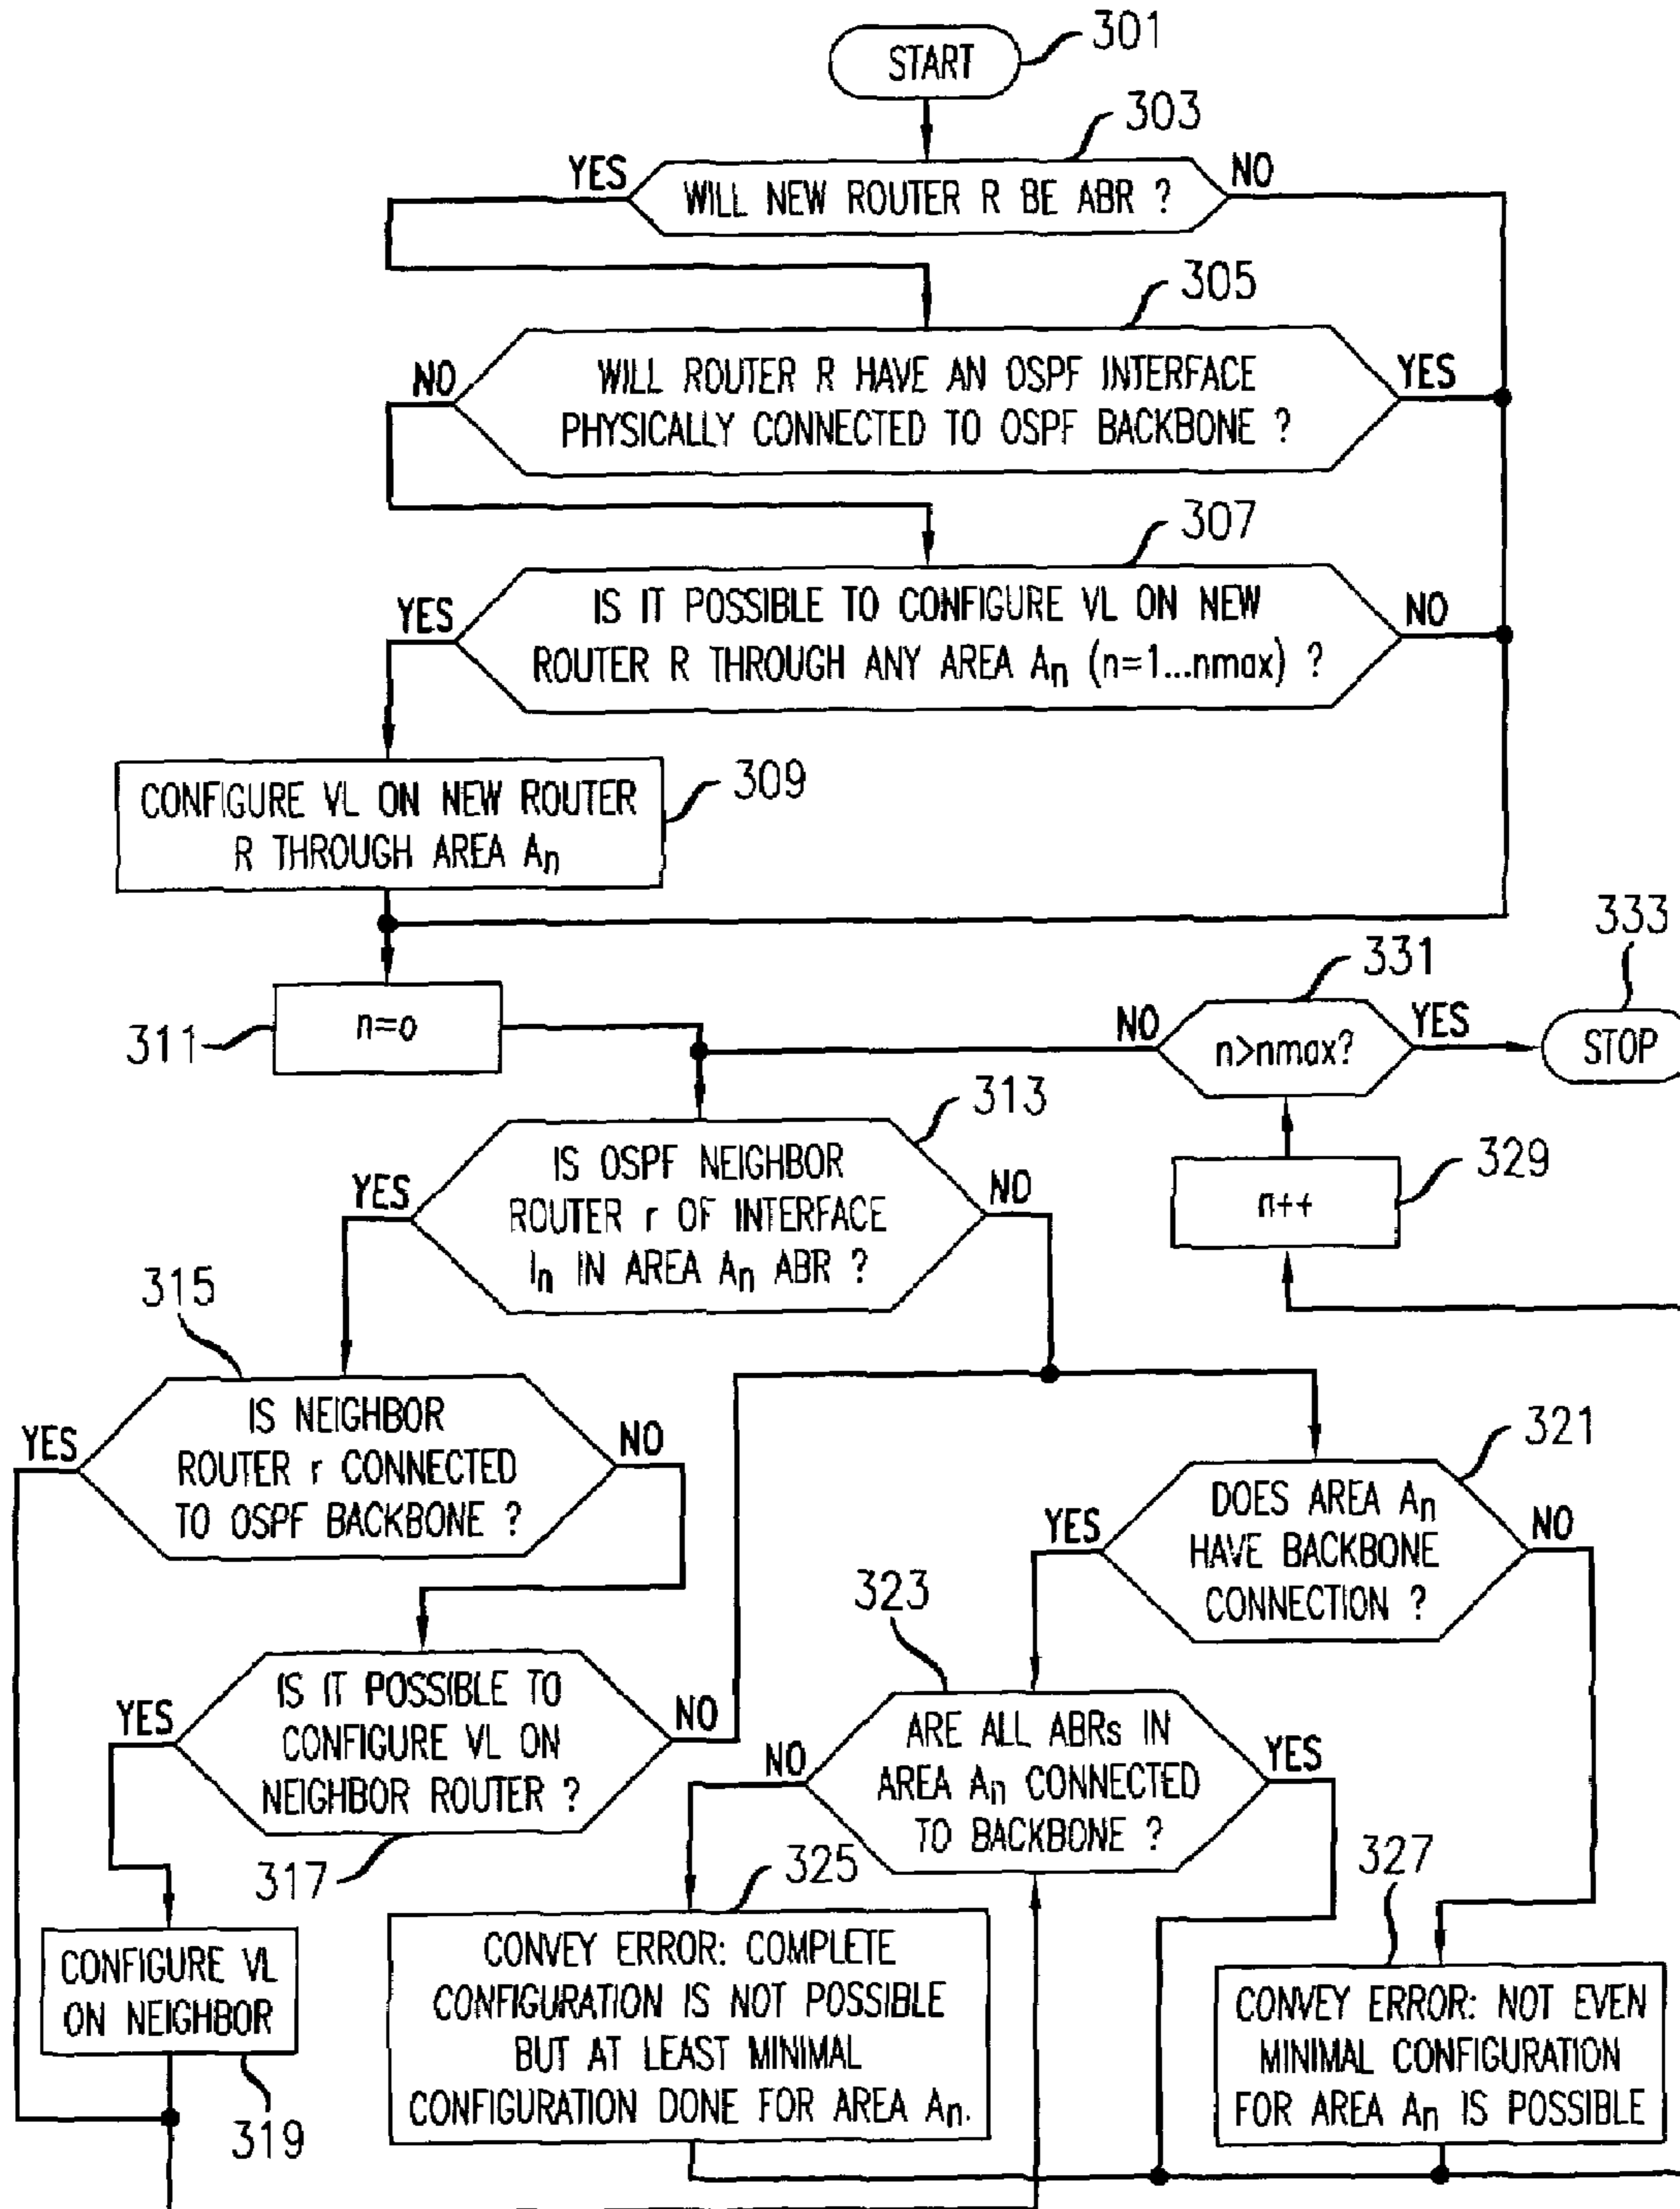 START
301
303
YES
WILL NEW ROUTER R BE ABR ?
NO
305
NO
WILL ROUTER R HAVE AN OSPF INTERFACE
PHYSICALLY CONNECTED TO OSPF BACKBONE ?
YES
307
YES
IS IT POSSIBLE TO CONFIGURE VL ON NEW
ROUTER R THROUGH ANY AREA An (n=1...nmax) ?
NO
CONFIGURE VL ON NEW ROUTER
R THROUGH AREA An
309
311
n=o
NO
n>nmax?
331
YES
333
STOP
n++
329
313
YES
IS OSPF NEIGHBOR
ROUTER r OF INTERFACE
In IN AREA An ABR ?
NO
315
YES
IS NEIGHBOR
ROUTER r CONNECTED
TO OSPF BACKBONE ?
NO
321
YES
DOES AREA An
HAVE BACKBONE
CONNECTION ?
NO
YES
IS IT POSSIBLE TO
CONFIGURE VL ON
NEIGHBOR ROUTER ?
NO
317
323
NO
ARE ALL ABRs IN
AREA An CONNECTED
TO BACKBONE ?
YES
CONFIGURE VL
ON NEIGHBOR
319
325
CONVEY ERROR: COMPLETE
CONFIGURATION IS NOT POSSIBLE
BUT AT LEAST MINIMAL
CONFIGURATION DONE FOR AREA An.
327
CONVEY ERROR: NOT EVEN
MINIMAL CONFIGURATION
FOR AREA An IS POSSIBLE